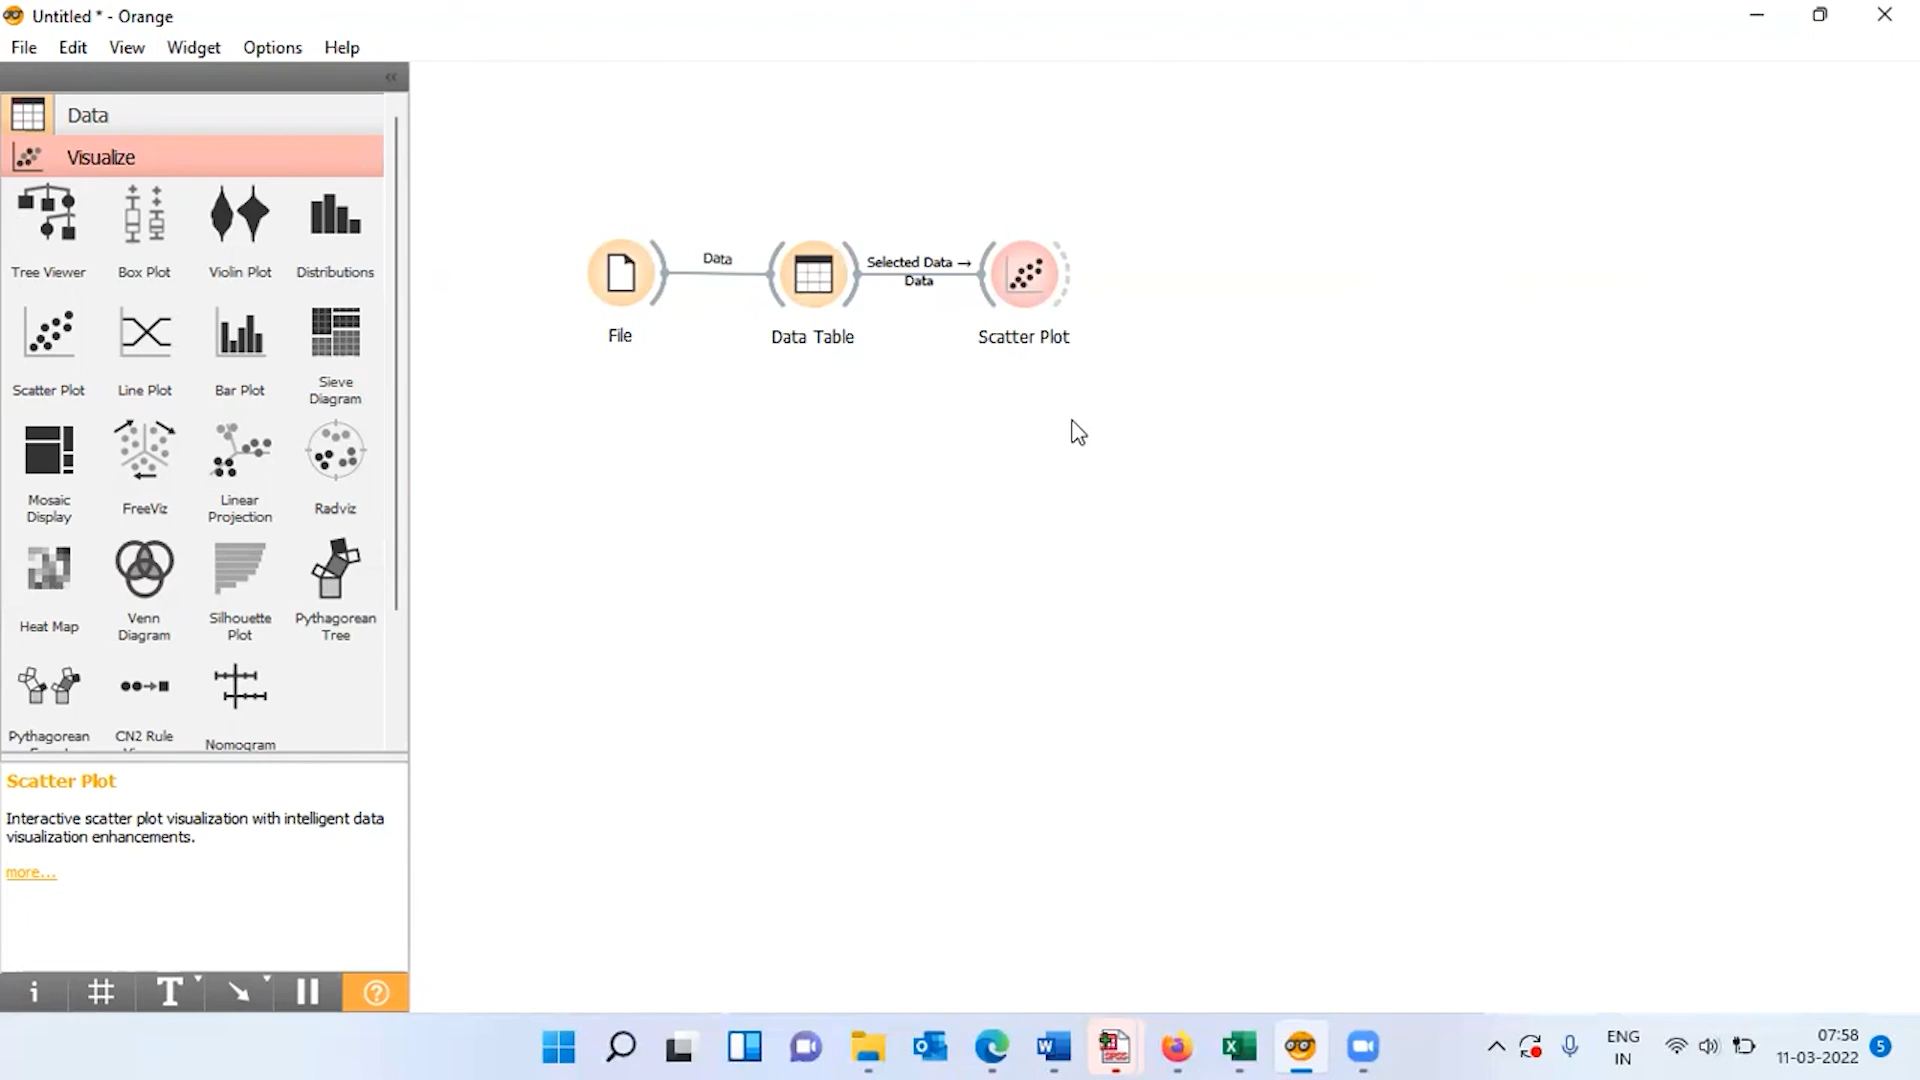 Untitled * - Orange
File Edit View Widget Options Help
Data
Visualize
Tree Viewer Box Plot Violin Plot Distributions
Scatter Plot Line Plot Bar Plot Sieve
Diagram
Mosaic
Display FreeViz Linear
Projection Radviz
Heat Map Venn
Diagram Silhouette
Plot Pythagorean
Tree
Pythagorean CN2 Rule Nomogram
Data
Selected Data →
Data
File Data Table Scatter Plot
Scatter Plot
Interactive scatter plot visualization with intelligent data
visualization enhancements.
more...
i # T ?
SPSS
ENG
IN
07:58
11-03-2022
5